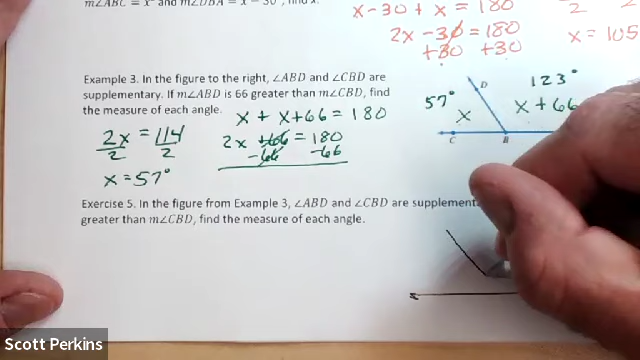 m∠ABC = x° and m∠DBA = x − 30°, find x.
x − 30 + x = 180
2x − 30 = 180
+30 +30
2 2
x = 105
Example 3. In the figure to the right, ∠ABD and ∠CBD are
supplementary. If m∠ABD is 66 greater than m∠CBD, find
the measure of each angle.
x + x + 66 = 180
2x + 66 = 180
− 66 − 66
2x = 114
2 2
x = 57°
57°
123°
D
x
x + 66
C
B
Exercise 5. In the figure from Example 3, ∠ABD and ∠CBD are
greater than m∠CBD, find the measure of each angle.
Scott Perkins